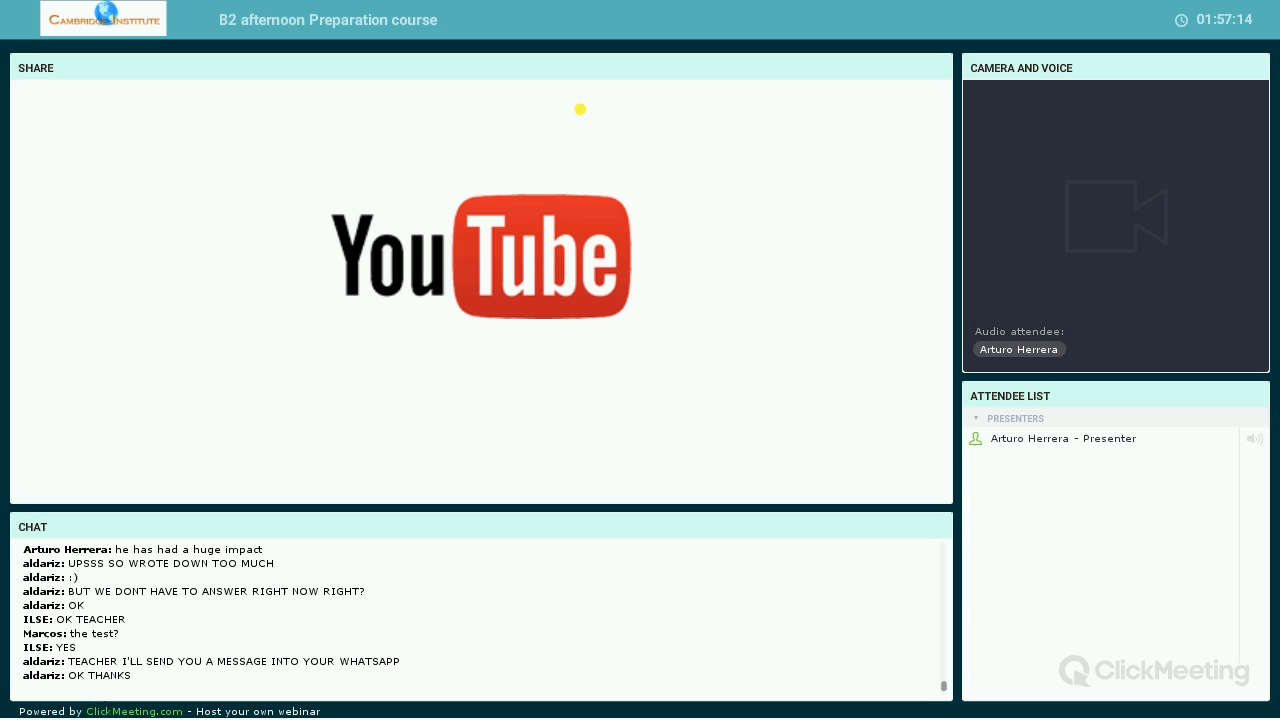 CAMBRIDGE INSTITUTE
B2 afternoon Preparation course
01:57:14
SHARE
YouTube
CAMERA AND VOICE
Audio attendee:
Arturo Herrera
ATTENDEE LIST
PRESENTERS
Arturo Herrera - Presenter
ClickMeeting
CHAT
Arturo Herrera: he has had a huge impact
aldariz: UPSSS SO WROTE DOWN TOO MUCH
aldariz: :)
aldariz: BUT WE DONT HAVE TO ANSWER RIGHT NOW RIGHT?
aldariz: OK
ILSE: OK TEACHER
Marcos: the test?
ILSE: YES
aldariz: TEACHER I'LL SEND YOU A MESSAGE INTO YOUR WHATSAPP
aldariz: OK THANKS
Powered by ClickMeeting.com - Host your own webinar